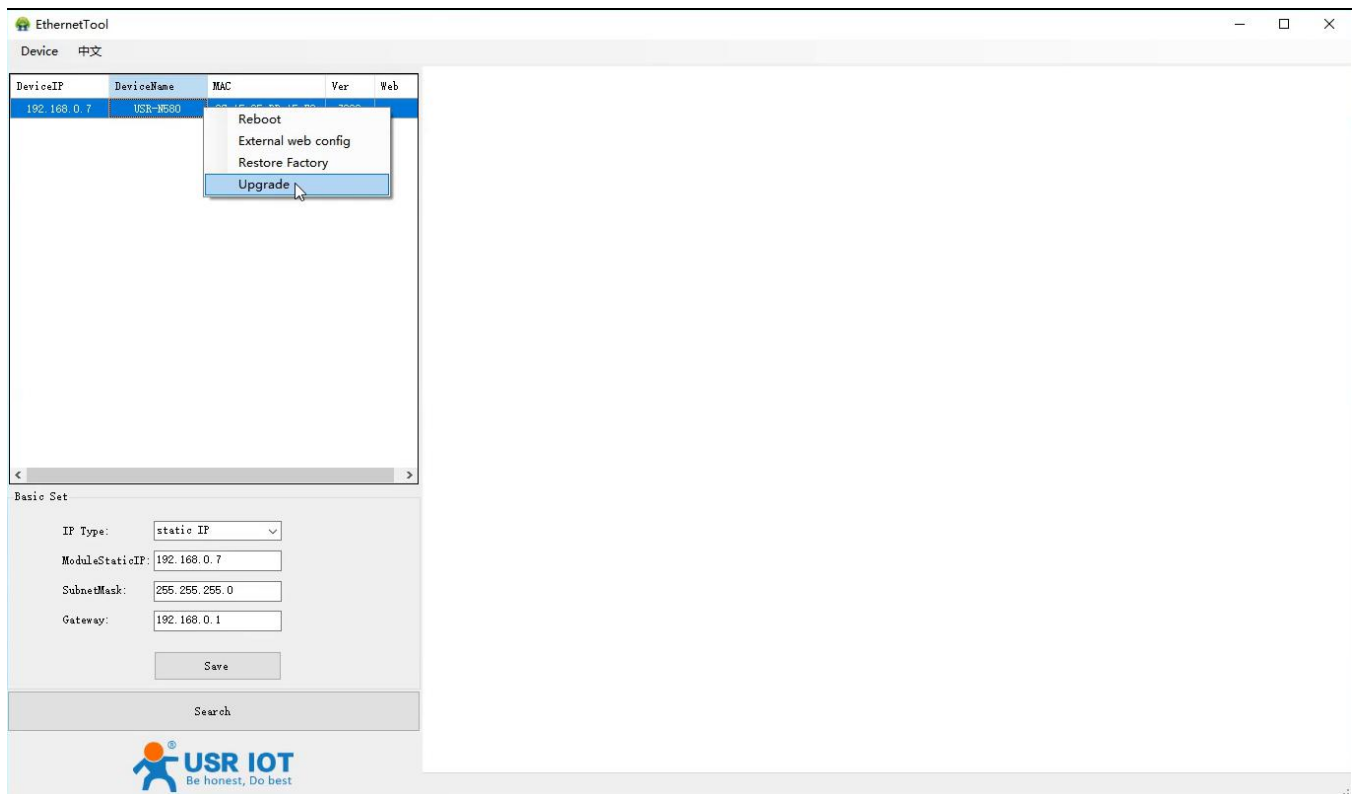 EthernetTool
Device 中文
DeviceIP DeviceName MAC Ver Web
192.168.0.7 USR-N580
Reboot
External web config
Restore Factory
Upgrade
Basic Set
IP Type: static IP
ModuleStaticIP: 192.168.0.7
SubnetMask: 255.255.255.0
Gateway: 192.168.0.1
Save
Search
®
USR IOT
Be honest, Do best